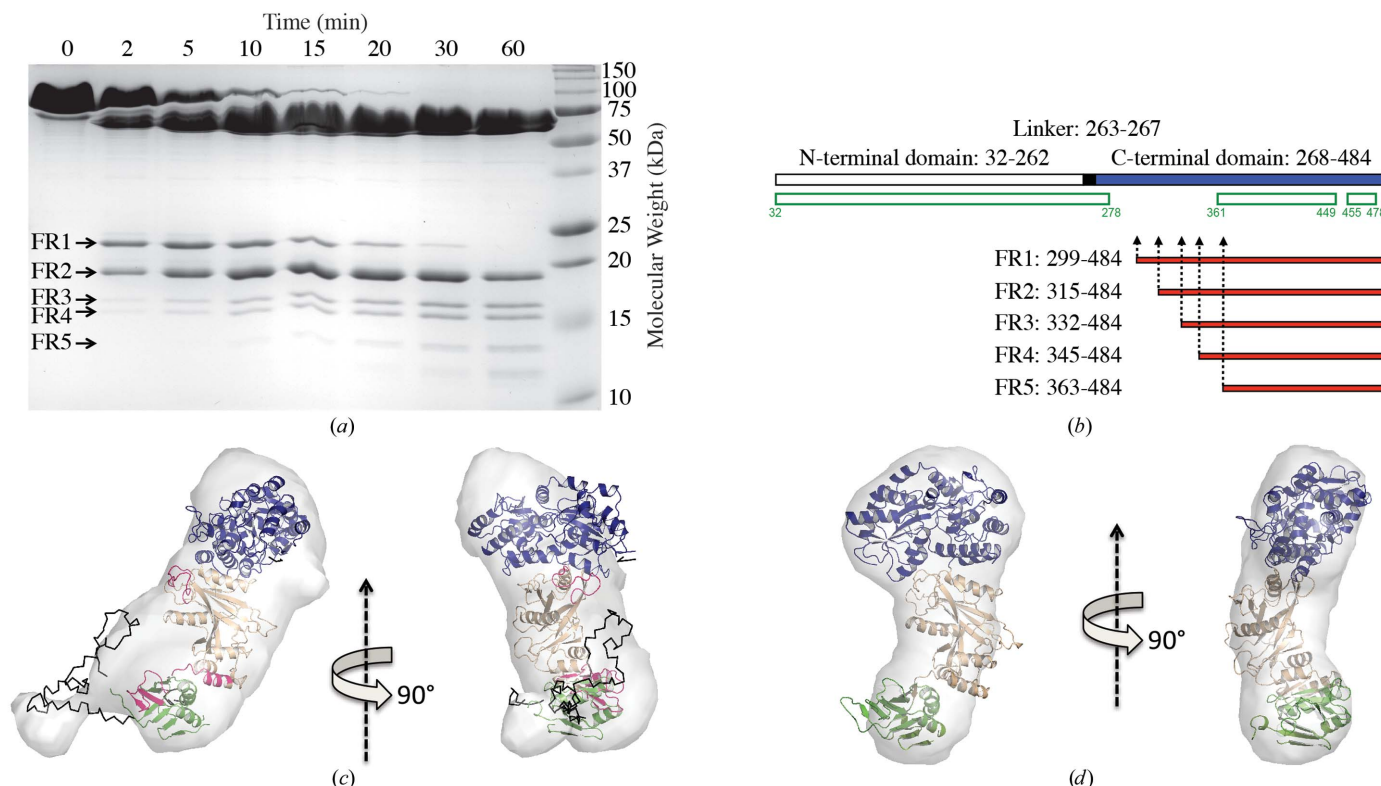 Time (min)
0 2 5 10 15 20 30 60
150
100
75
50
37
25
20
15
10
Molecular Weight (kDa)
FR1
FR2
FR3
FR4
FR5
(a)
Linker: 263-267
N-terminal domain: 32-262 C-terminal domain: 268-484
32 278 361 449 455 478
FR1: 299-484
FR2: 315-484
FR3: 332-484
FR4: 345-484
FR5: 363-484
(b)
90°
(c)
90°
(d)